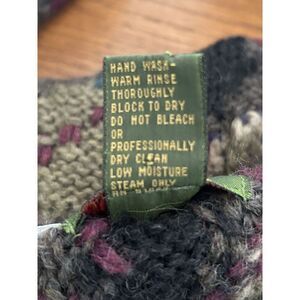 HAND WASH-
WARM RINSE
THOROUGHLY
BLOCK TO DRY
DO NOT BLEACH
OR
PROFESSIONALLY
DRY CLEAN
LOW MOISTURE
STEAM ONLY
RN